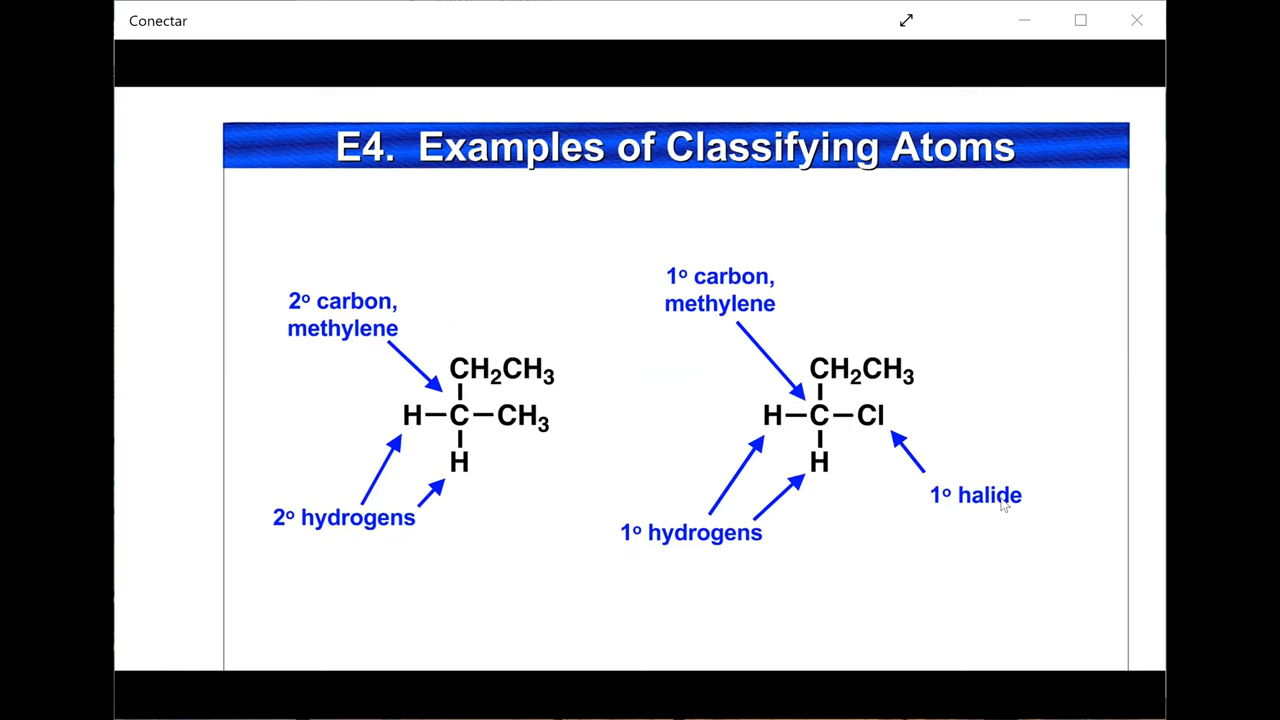 Conectar
E4. Examples of Classifying Atoms
2º carbon,
methylene
CH₂CH₃
H–C–CH₃
H
2º hydrogens
1º carbon,
methylene
CH₂CH₃
H–C–Cl
H
1º halide
1º hydrogens